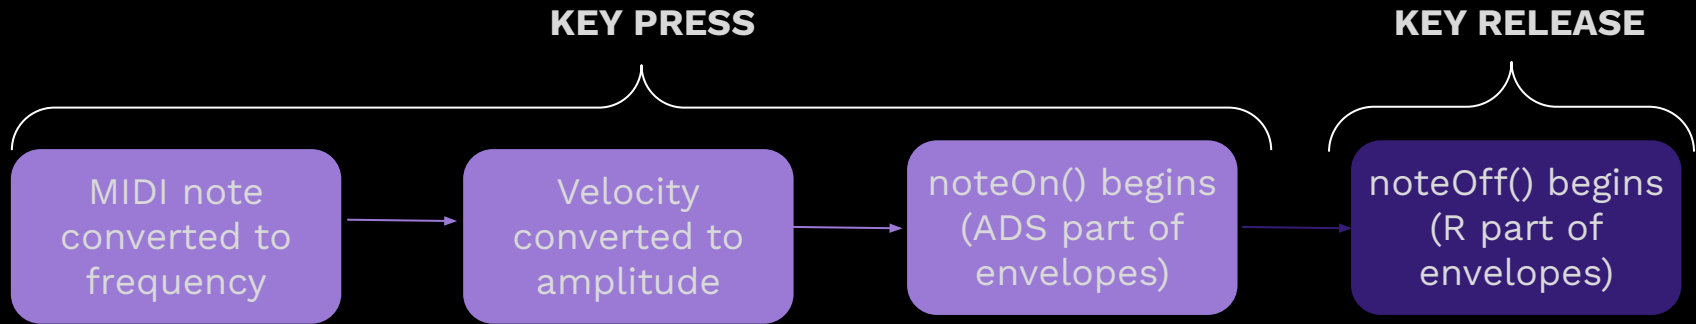 KEY PRESS
KEY RELEASE
MIDI note
converted to
frequency
Velocity
converted to
amplitude
noteOn() begins
(ADS part of
envelopes)
noteOff() begins
(R part of
envelopes)